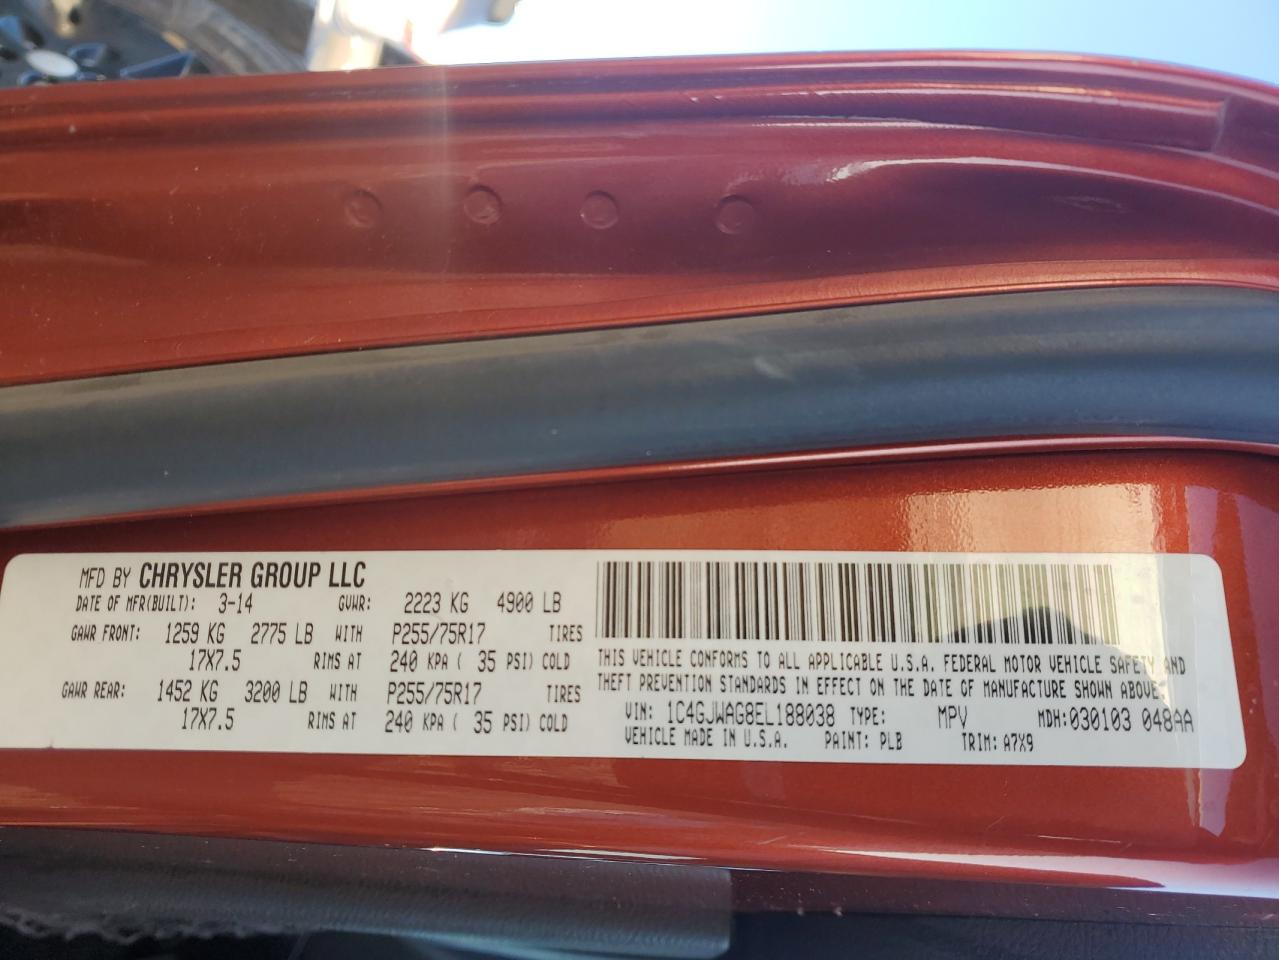 MFD BY CHRYSLER GROUP LLC
DATE OF MFR(BUILT): 3-14 GVWR: 2223 KG 4900 LB
GAWR FRONT: 1259 KG 2775 LB WITH P255/75R17 TIRES
17X7.5 RIMS AT 240 KPA ( 35 PSI) COLD
GAWR REAR: 1452 KG 3200 LB WITH P255/75R17 TIRES
17X7.5 RIMS AT 240 KPA ( 35 PSI) COLD
THIS VEHICLE CONFORMS TO ALL APPLICABLE U.S.A. FEDERAL MOTOR VEHICLE SAFETY AND
THEFT PREVENTION STANDARDS IN EFFECT ON THE DATE OF MANUFACTURE SHOWN ABOVE.
VIN: 1C4GJWAG8EL188038 TYPE: MPV MDH:030103 048AA
VEHICLE MADE IN U.S.A. PAINT: PLB TRIM: A7X9